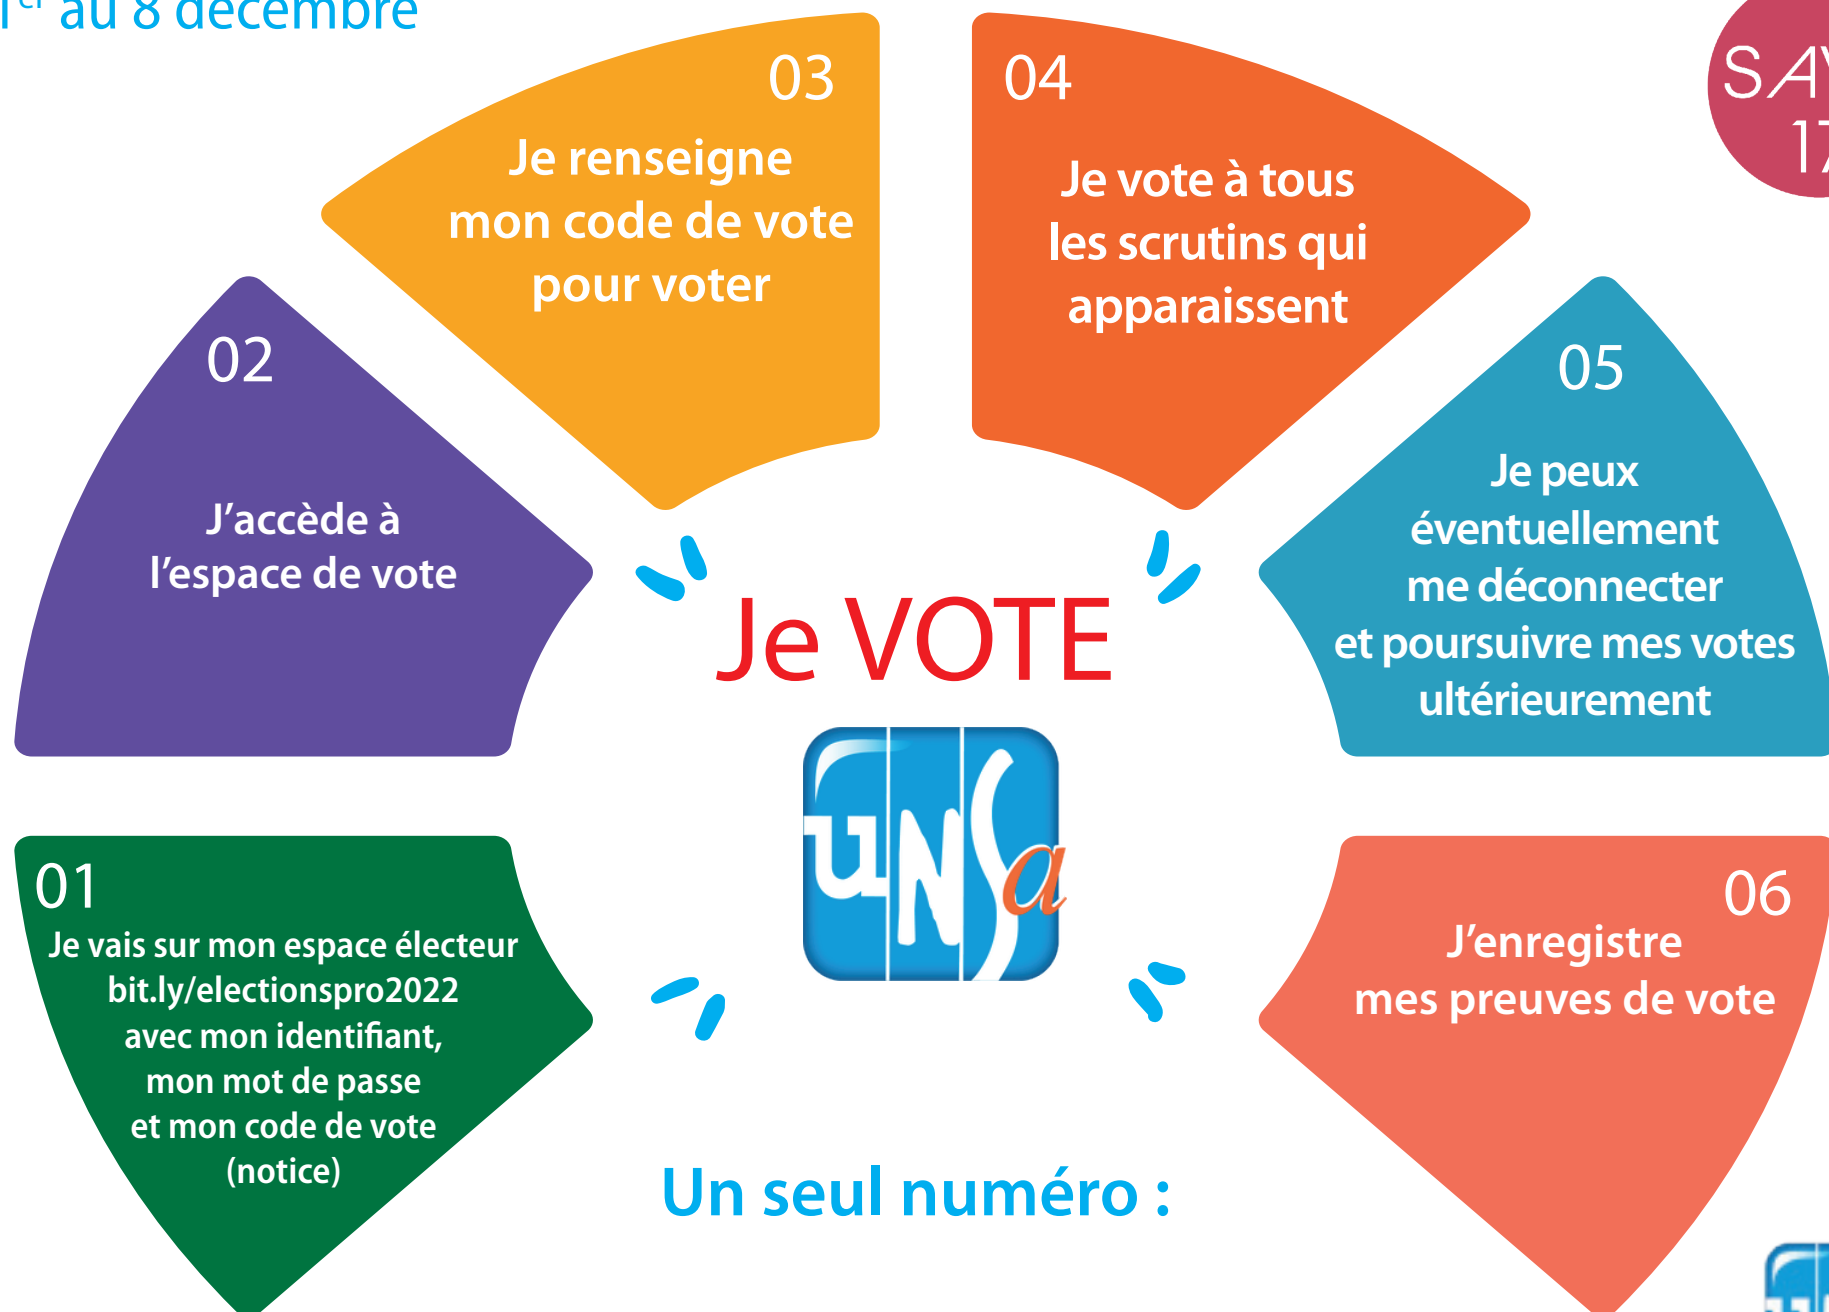 1er au 8 décembre
03
Je renseigne
mon code de vote
pour voter
04
Je vote à tous
les scrutins qui
apparaissent
02
J’accède à
l’espace de vote
05
Je peux
éventuellement
me déconnecter
et poursuivre mes votes
ultérieurement
Je VOTE
UNSa
01
Je vais sur mon espace électeur
bit.ly/electionspro2022
avec mon identifiant,
mon mot de passe
et mon code de vote
(notice)
06
J’enregistre
mes preuves de vote
Un seul numéro :